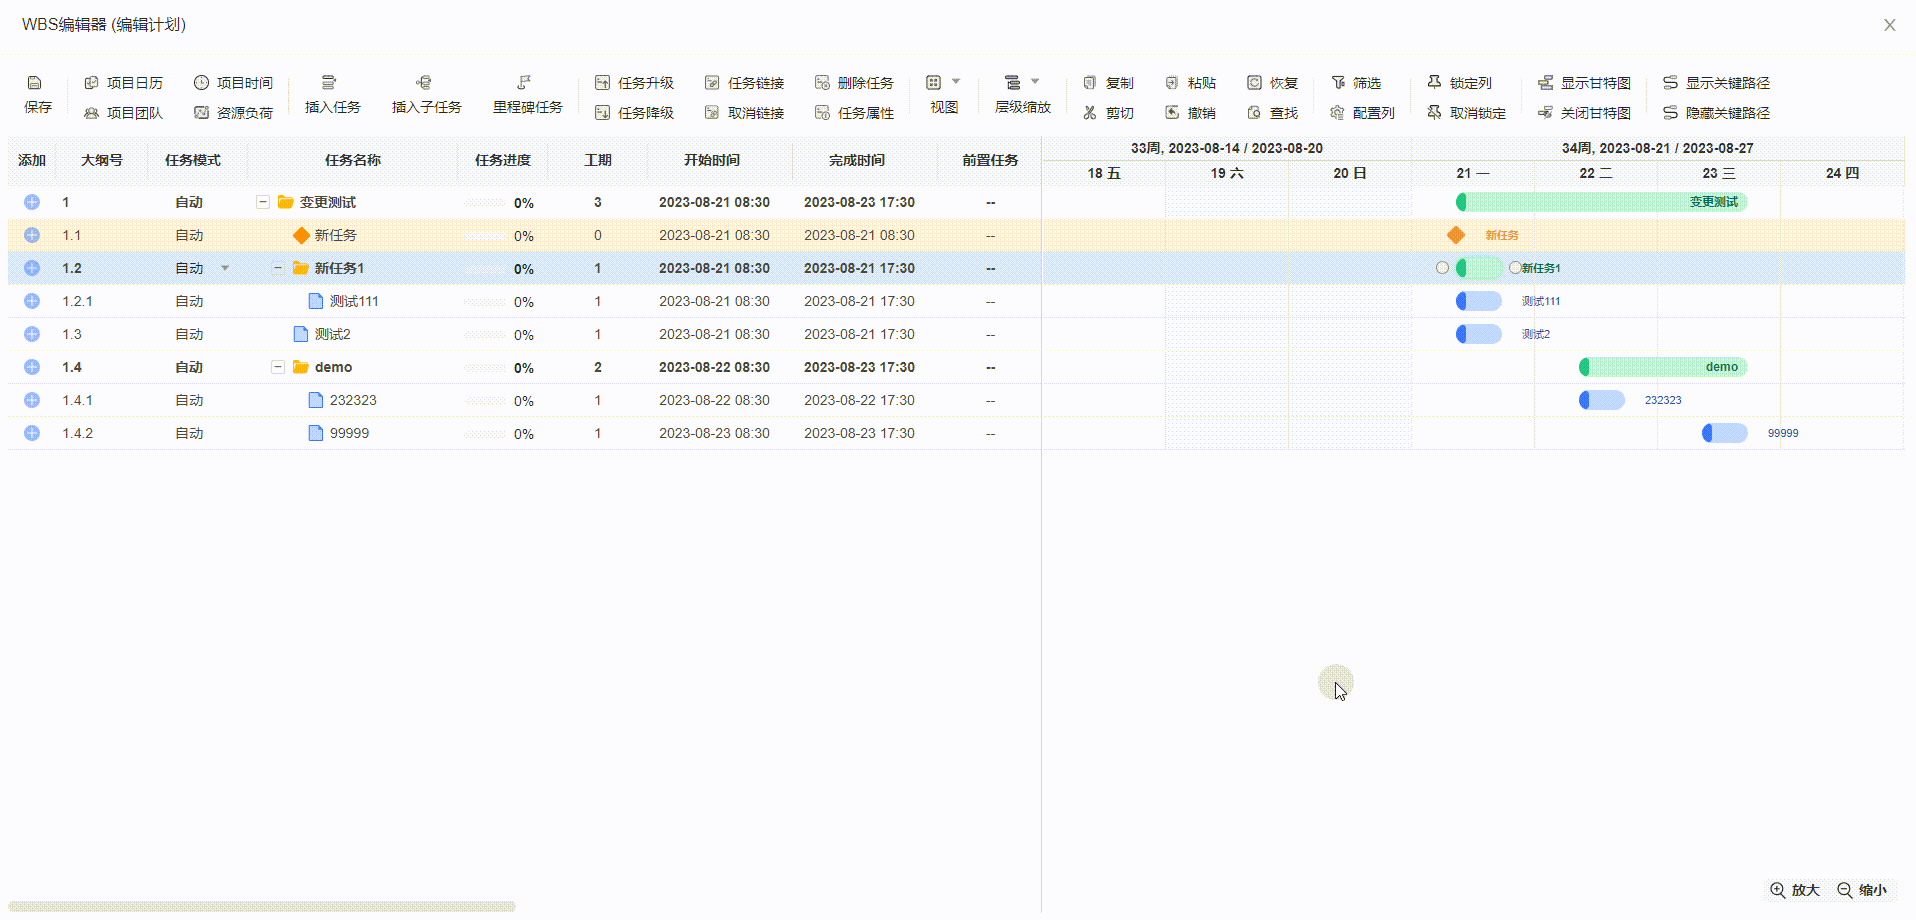 WBS编辑器 (编辑计划)
X
保存
项目日历 项目时间
项目团队 资源负荷
插入任务 插入子任务 里程碑任务
任务升级 任务链接 删除任务
任务降级 取消链接 任务属性
视图 层级缩放
复制 粘贴 恢复 筛选 锁定列 显示甘特图 显示关键路径
剪切 撤销 查找 配置列 取消锁定 关闭甘特图 隐藏关键路径
添加 大纲号 任务模式 任务名称 任务进度 工期 开始时间 完成时间 前置任务
33周, 2023-08-14 / 2023-08-20 34周, 2023-08-21 / 2023-08-27
18 五 19 六 20 日 21 一 22 二 23 三 24 四
1 自动 变更测试 0% 3 2023-08-21 08:30 2023-08-23 17:30 -- 变更测试
1.1 自动 新任务 0% 0 2023-08-21 08:30 2023-08-21 08:30 -- 新任务
1.2 自动 新任务1 0% 1 2023-08-21 08:30 2023-08-21 17:30 -- 新任务1
1.2.1 自动 测试111 0% 1 2023-08-21 08:30 2023-08-21 17:30 -- 测试111
1.3 自动 测试2 0% 1 2023-08-21 08:30 2023-08-21 17:30 -- 测试2
1.4 自动 demo 0% 2 2023-08-22 08:30 2023-08-23 17:30 -- demo
1.4.1 自动 232323 0% 1 2023-08-22 08:30 2023-08-22 17:30 -- 232323
1.4.2 自动 99999 0% 1 2023-08-23 08:30 2023-08-23 17:30 -- 99999
放大 缩小